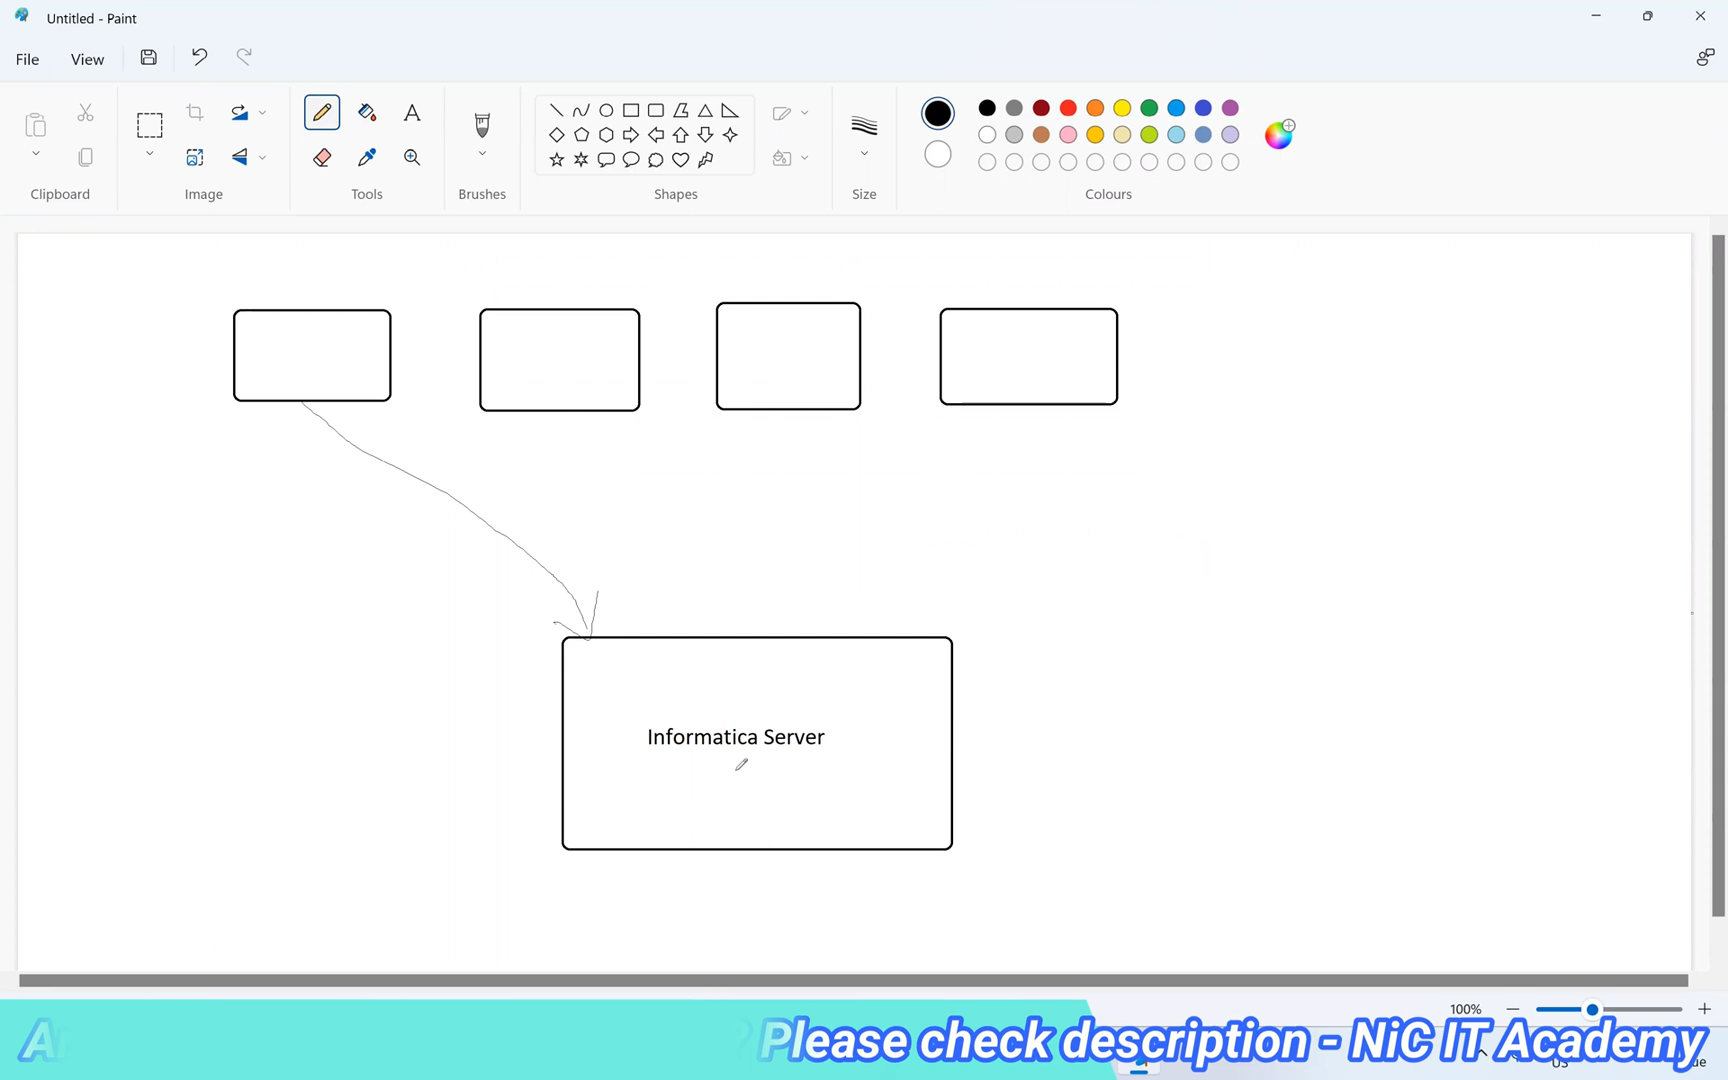 Untitled - Paint
File View
Clipboard Image Tools Brushes Shapes Size Colours
Informatica Server
100%
Please check description - NiC IT Academy
US